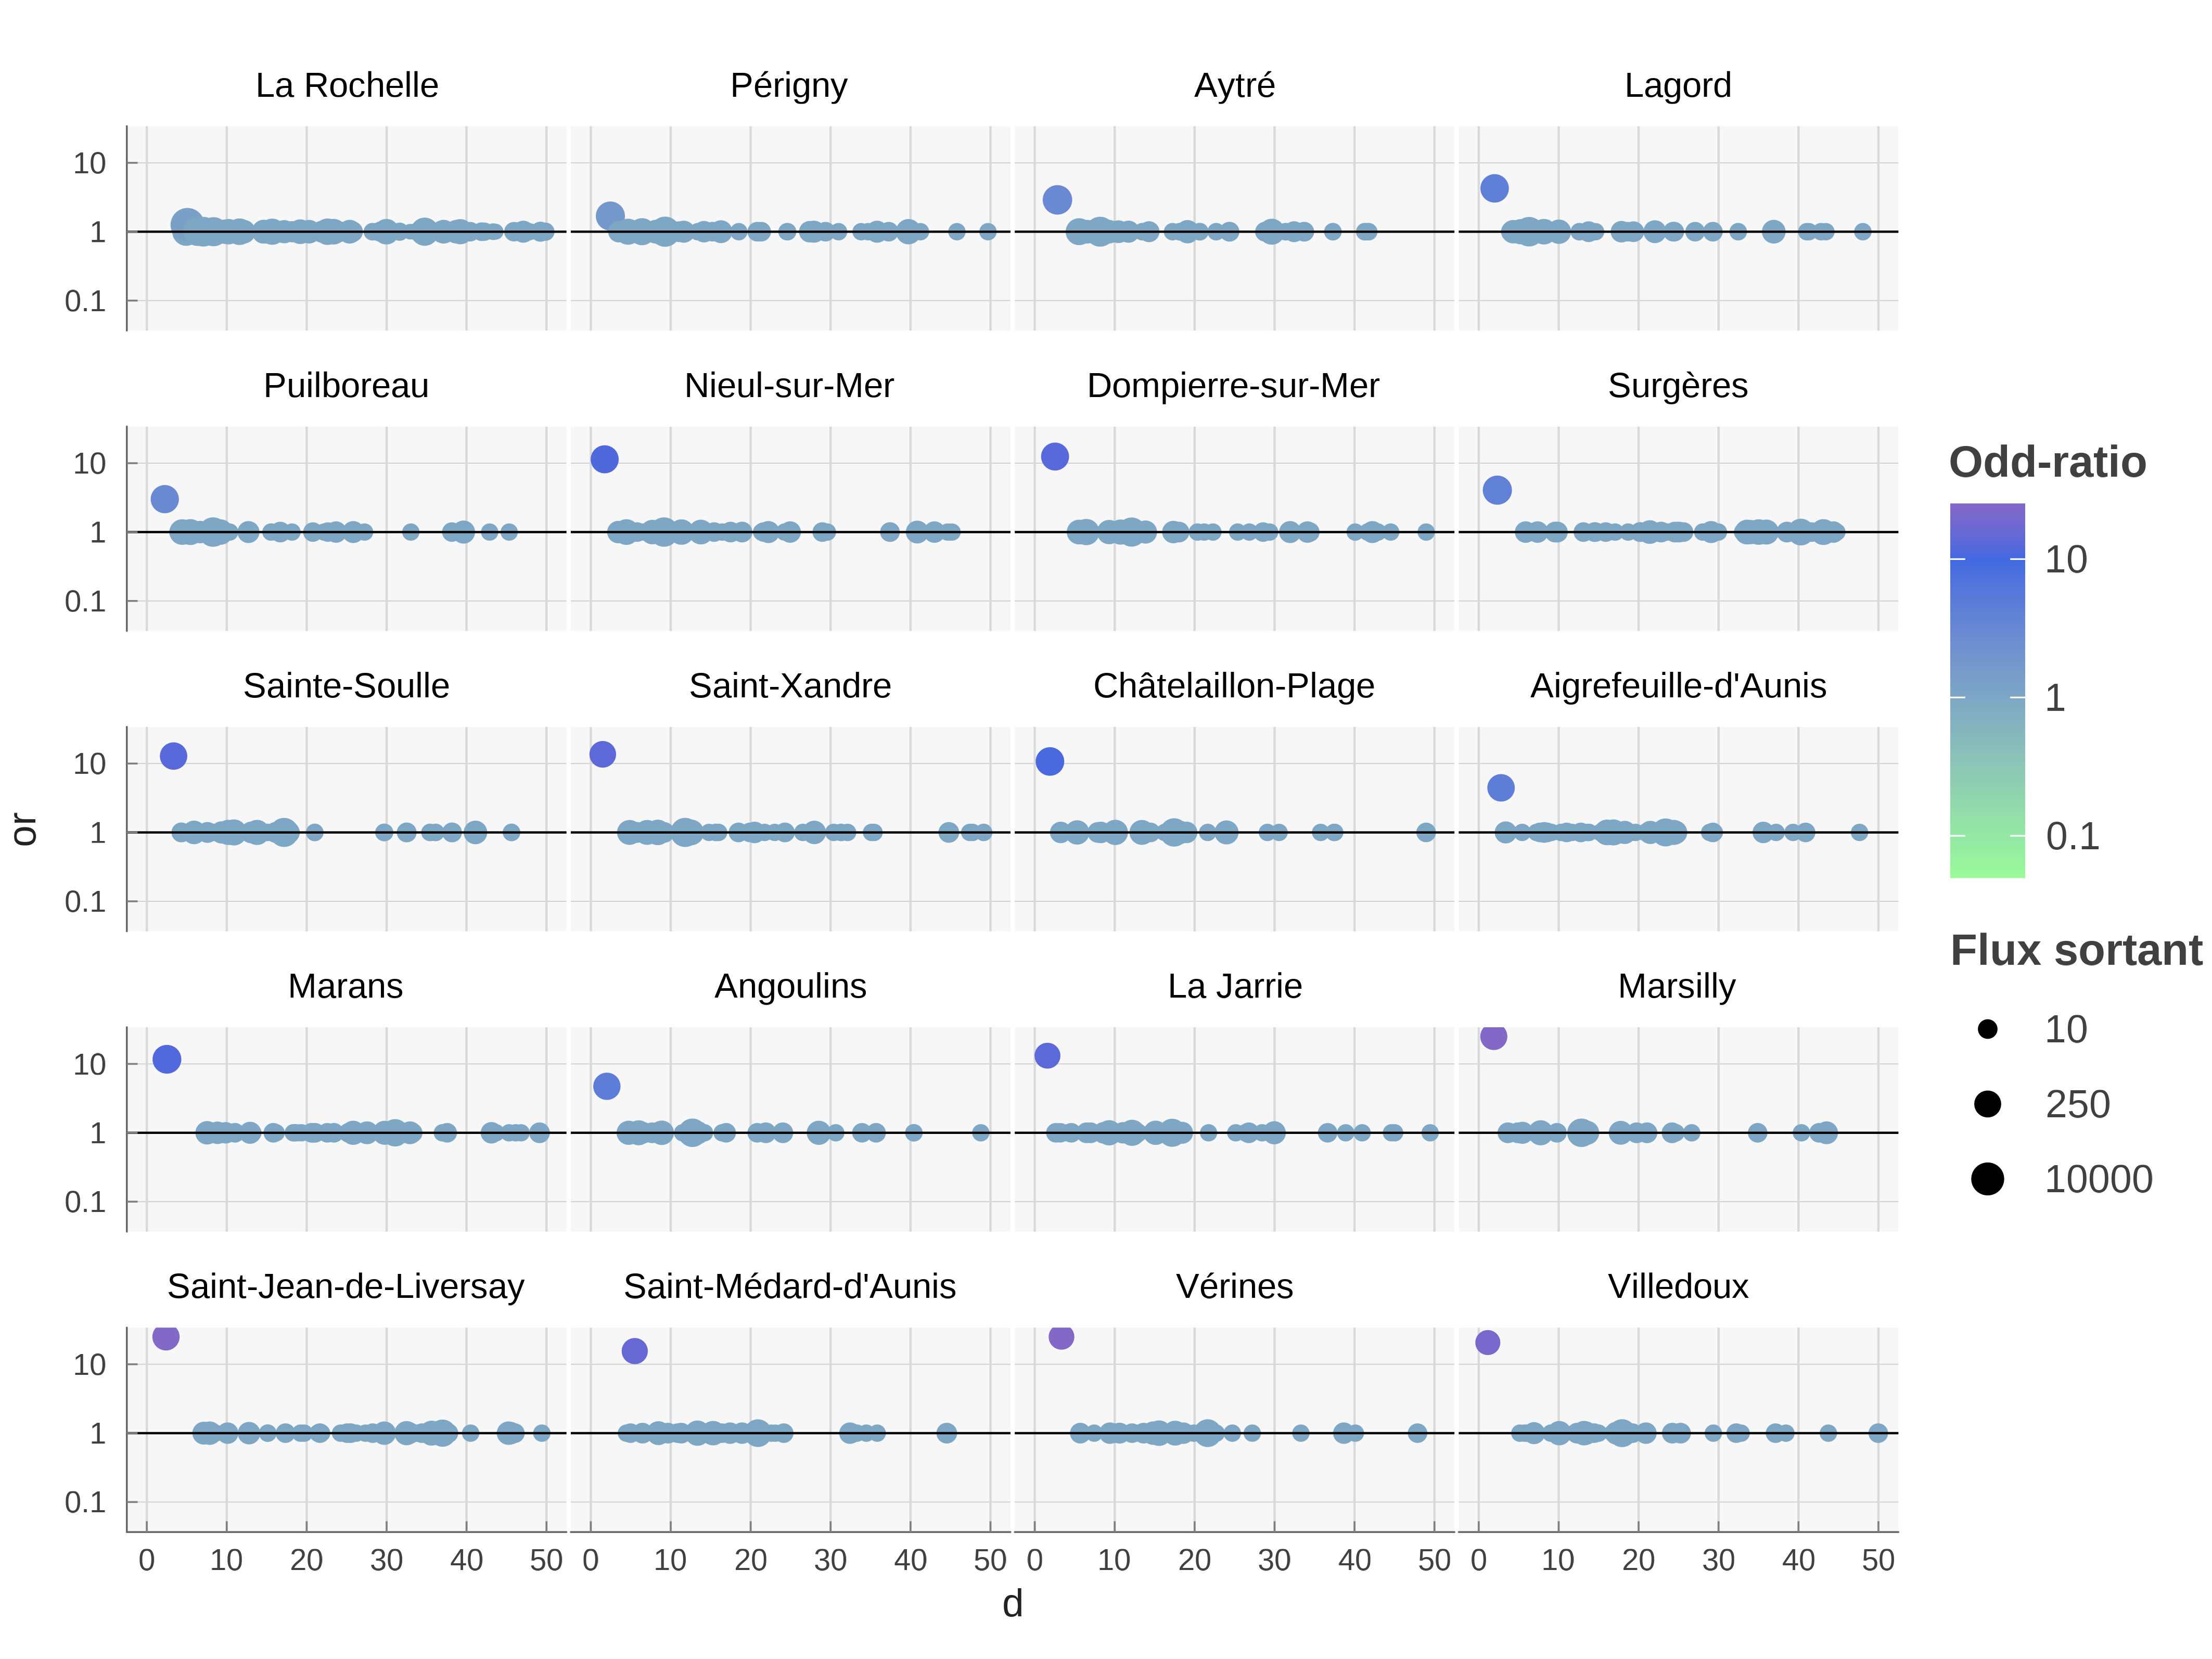 La Rochelle Périgny Aytré Lagord
10
1
0.1
Puilboreau Nieul-sur-Mer Dompierre-sur-Mer Surgères
10
1
0.1
Sainte-Soulle Saint-Xandre Châtelaillon-Plage Aigrefeuille-d'Aunis
10
1
0.1
Marans Angoulins La Jarrie Marsilly
10
1
0.1
Saint-Jean-de-Liversay Saint-Médard-d'Aunis Vérines Villedoux
10
1
0.1
0 10 20 30 40 50 0 10 20 30 40 50 0 10 20 30 40 50 0 10 20 30 40 50
d
or
Odd-ratio
10
1
0.1
Flux sortant
10
250
10000